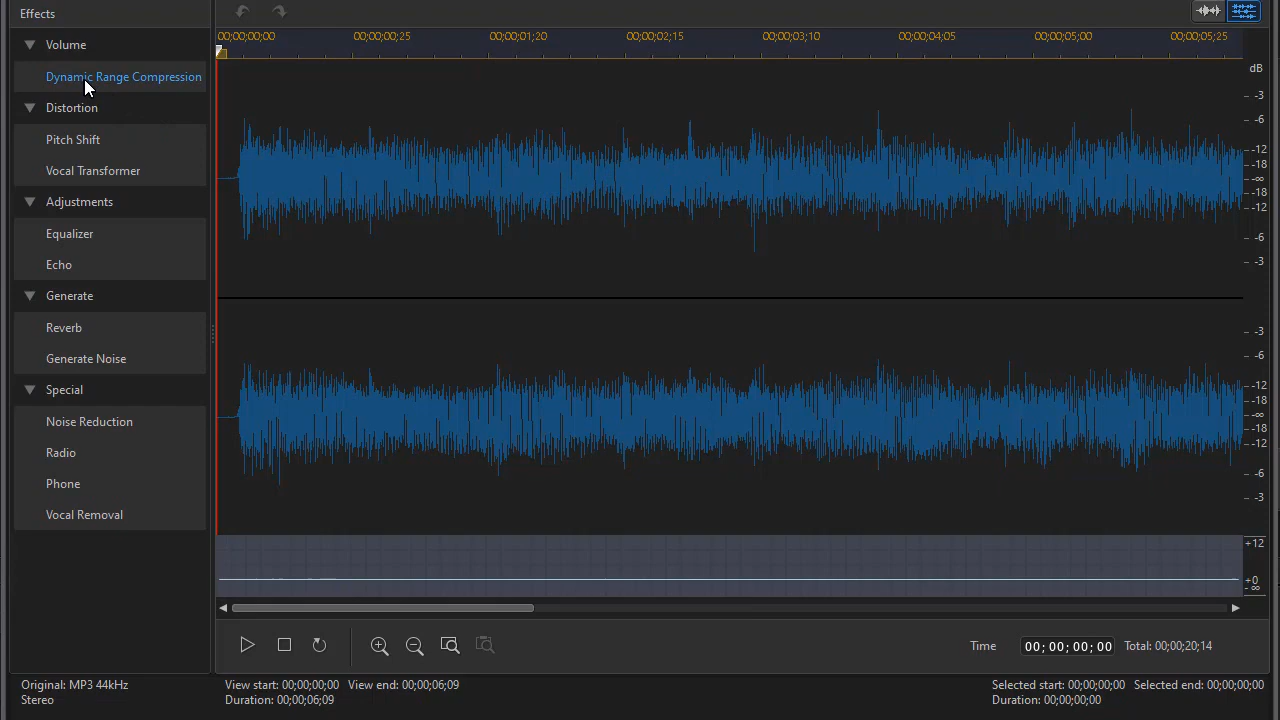 Effects
Volume
Dynamic Range Compression
Distortion
Pitch Shift
Vocal Transformer
Adjustments
Equalizer
Echo
Generate
Reverb
Generate Noise
Special
Noise Reduction
Radio
Phone
Vocal Removal
00;00;00;00 00;00;00;25 00;00;01;20 00;00;02;15 00;00;03;10 00;00;04;05 00;00;05;00 00;00;05;25
dB
-3
-6
-12
-18
-∞
-18
-12
-6
-3
-3
-6
-12
-18
-∞
-18
-12
-6
-3
+12
+0
-∞
Time 00; 00; 00; 00 Total: 00;00;20;14
Original: MP3 44kHz
Stereo
View start: 00;00;00;00 View end: 00;00;06;09
Duration: 00;00;06;09
Selected start: 00;00;00;00 Selected end: 00;00;00;00
Duration: 00;00;00;00